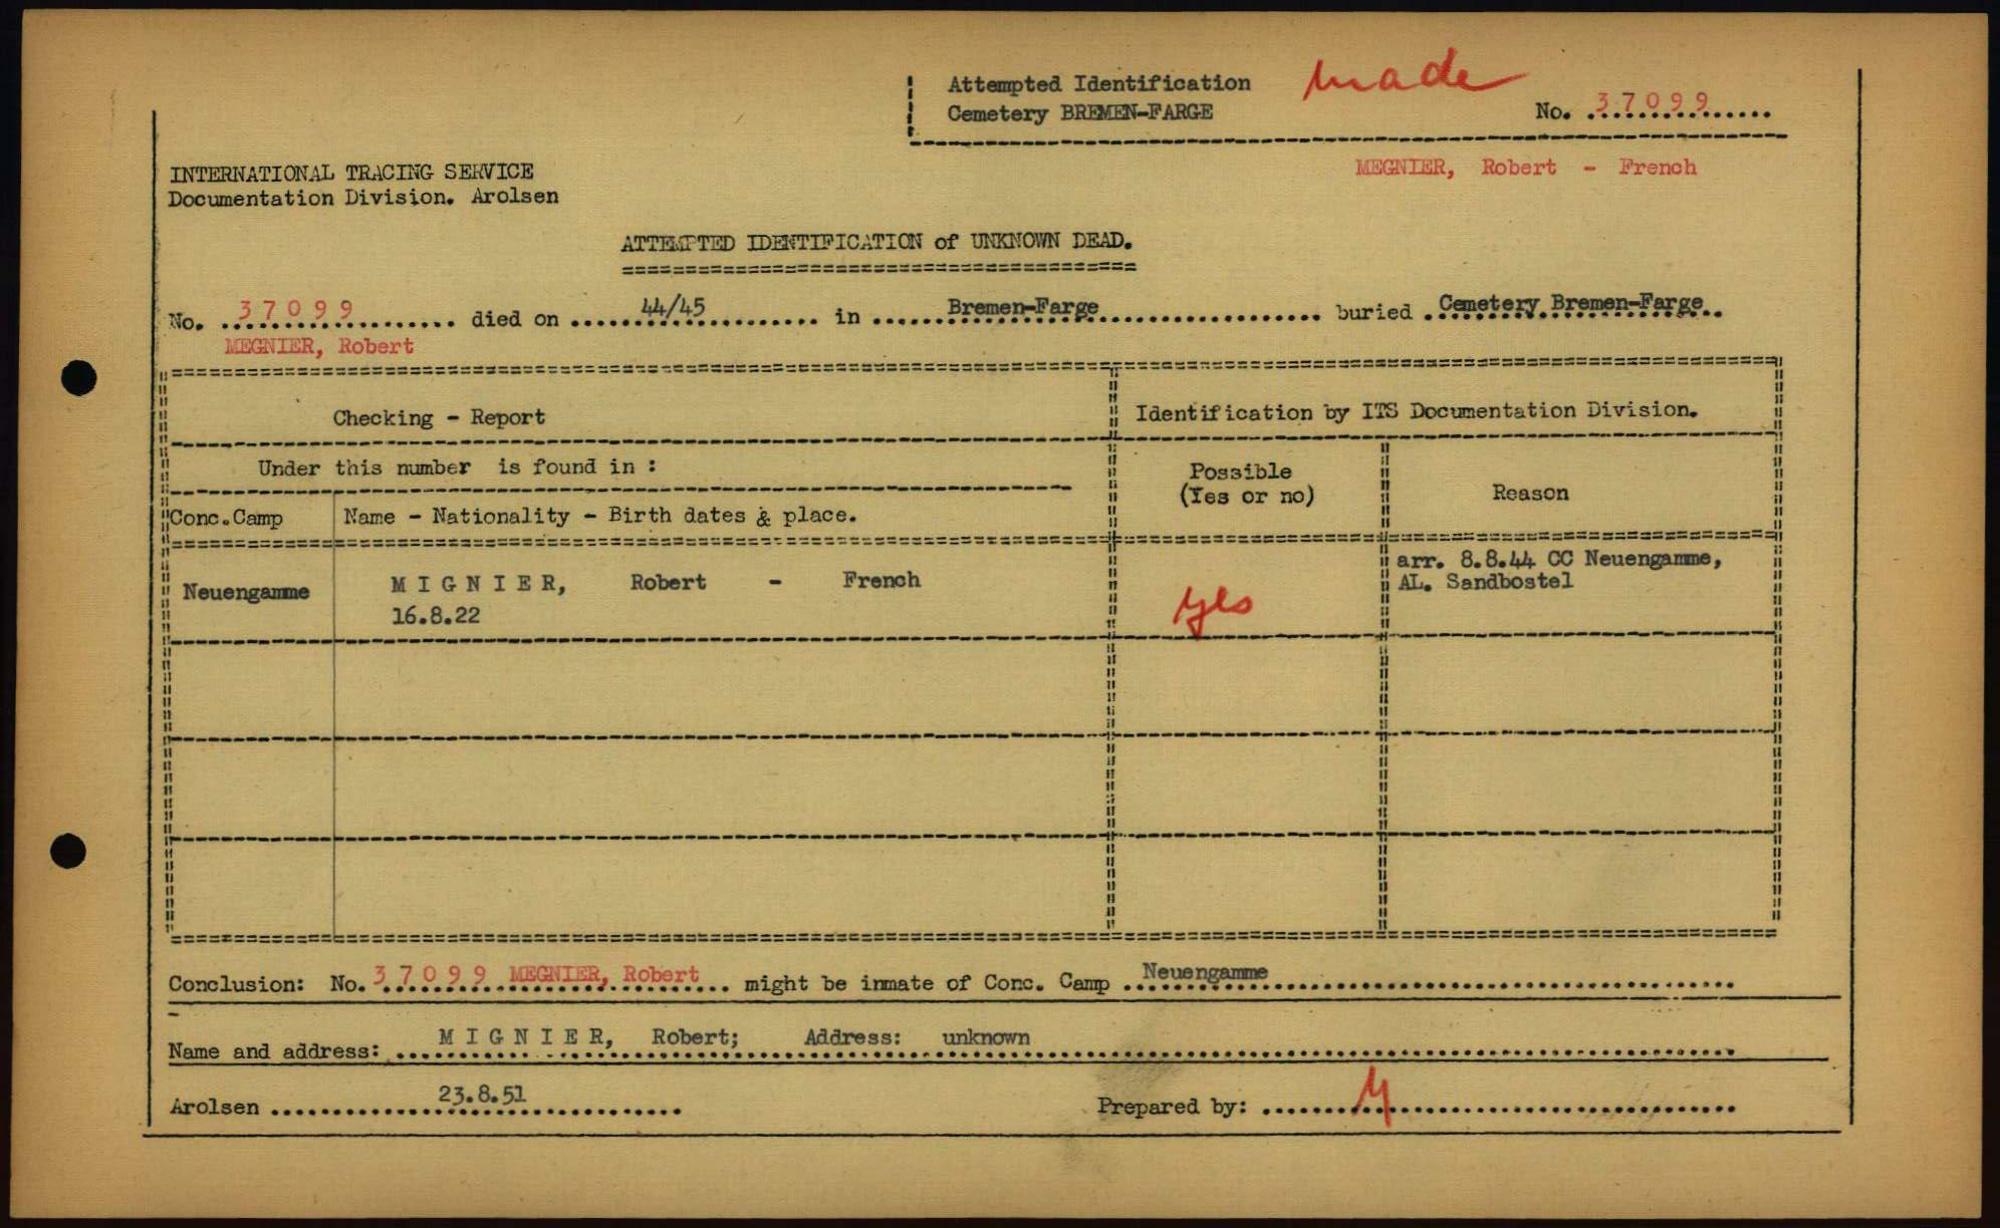 Attempted Identification made
Cemetery BREMEN-FARGE No. 37099
MEGNIER, Robert - French
INTERNATIONAL TRACING SERVICE
Documentation Division. Arolsen
ATTEMPTED IDENTIFICATION of UNKNOWN DEAD.
No. 37099 died on 44/45 in Bremen-Farge buried Cemetery Bremen-Farge
MEGNIER, Robert
Checking - Report
Identification by ITS Documentation Division.
Under this number is found in :
Possible
(Yes or no)
Reason
Conc.Camp
Name - Nationality - Birth dates & place.
Neuengamme
MIGNIER, Robert - French
16.8.22
yes
arr. 8.8.44 CC Neuengamme,
AL. Sandbostel
Conclusion: No. 37099 MEGNIER, Robert might be inmate of Conc. Camp Neuengamme
Name and address: MIGNIER, Robert; Address: unknown
Arolsen 23.8.51
Prepared by: